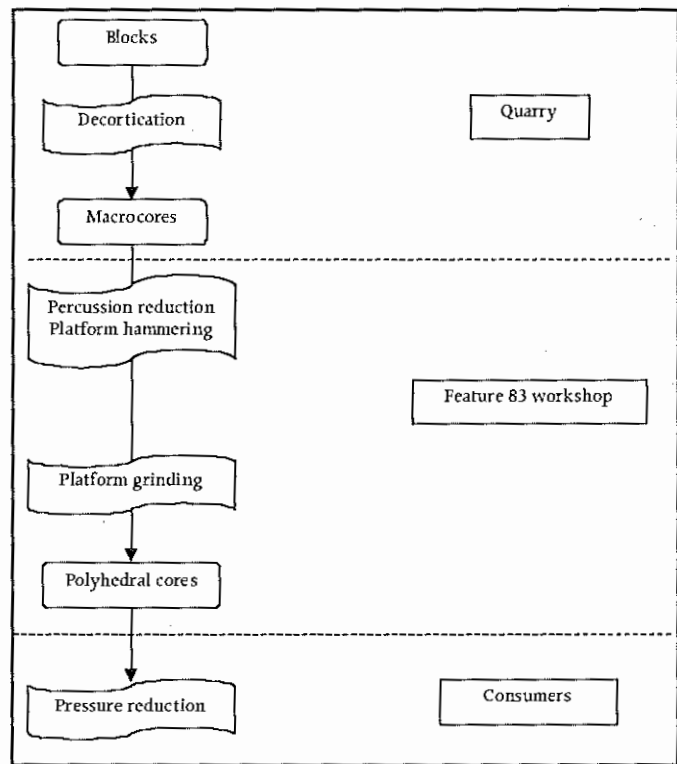 Blocks
Decortication
Quarry
Macrocores
Percussion reduction
Platform hammering
Feature 83 workshop
Platform grinding
Polyhedral cores
Pressure reduction
Consumers